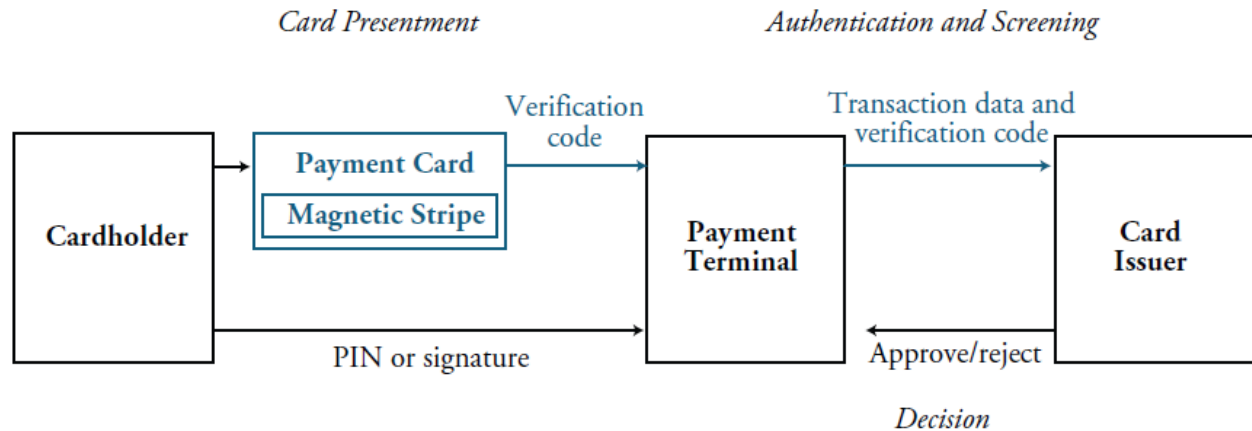 Card Presentment
Authentication and Screening
Verification
code
Transaction data and
verification code
Payment Card
Magnetic Stripe
Cardholder
Payment
Terminal
Card
Issuer
PIN or signature
Approve/reject
Decision